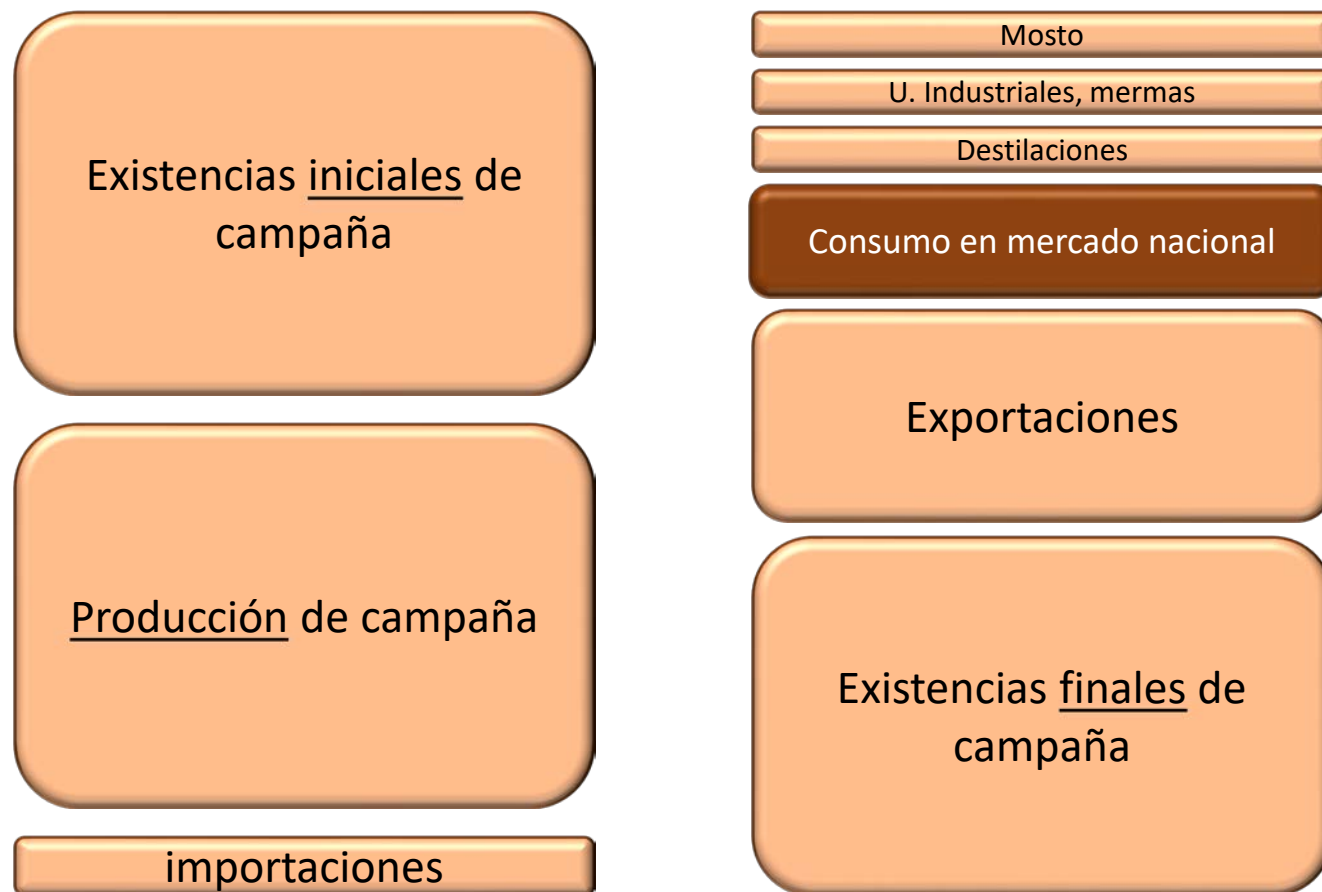 Existencias iniciales de
campaña
Producción de campaña
importaciones
Mosto
U. Industriales, mermas
Destilaciones
Consumo en mercado nacional
Exportaciones
Existencias finales de
campaña